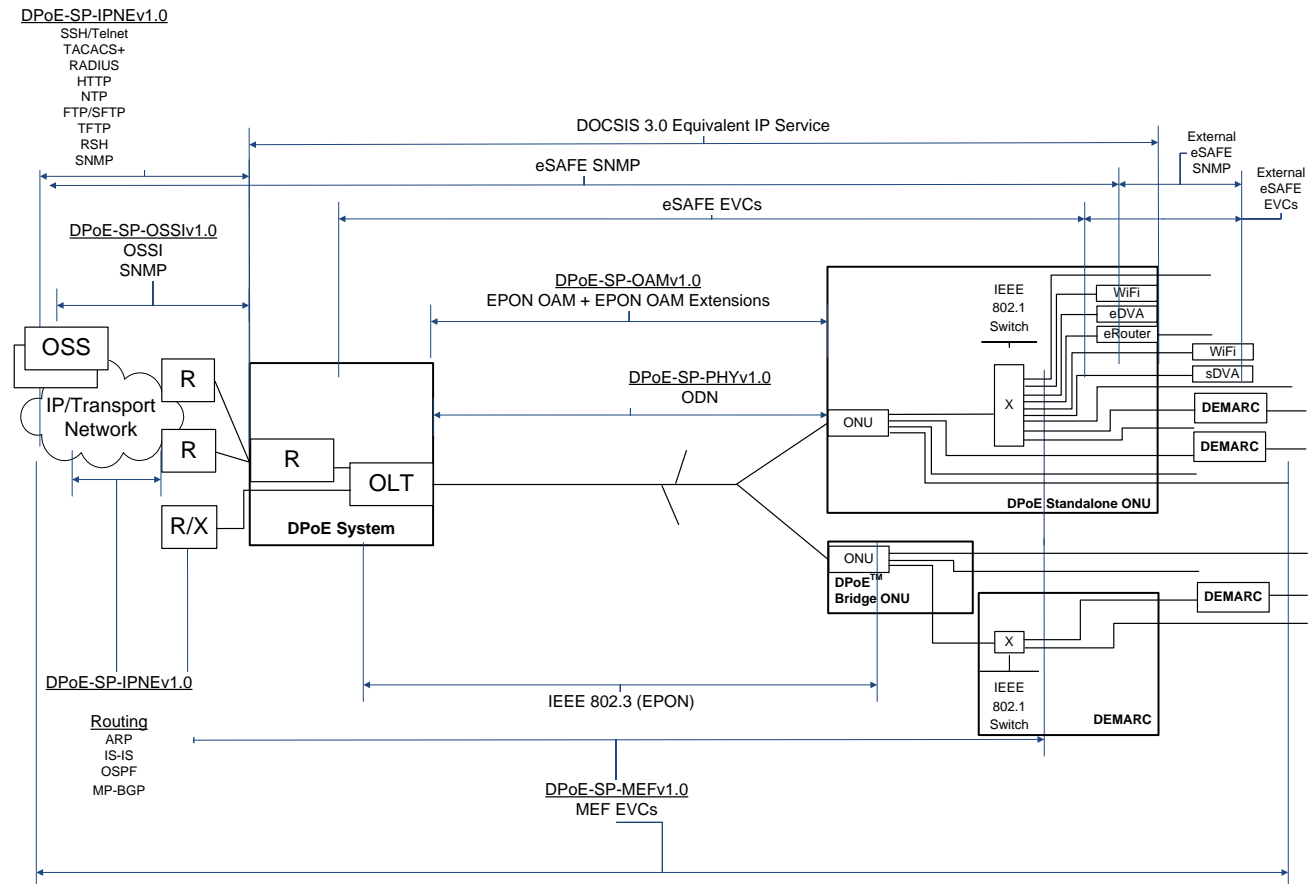 DPoE-SP-IPNEv1.0
SSH/Telnet
TACACS+
RADIUS
HTTP
NTP
FTP/SFTP
TFTP
RSH
SNMP
DOCSIS 3.0 Equivalent IP Service
External
eSAFE
SNMP
eSAFE SNMP
External
eSAFE
EVCs
eSAFE EVCs
DPoE-SP-OSSIv1.0
OSSI
SNMP
DPoE-SP-OAMv1.0
EPON OAM + EPON OAM Extensions
IEEE
802.1
Switch
WiFi
eDVA
eRouter
WiFi
sDVA
OSS
R
IP/Transport
Network
R
R
OLT
R/X
DPoE System
DPoE-SP-PHYv1.0
ODN
X
ONU
DEMARC
DEMARC
DPoE Standalone ONU
ONU
DPoE™
Bridge ONU
DEMARC
X
IEEE
802.1
Switch
DEMARC
DPoE-SP-IPNEv1.0
IEEE 802.3 (EPON)
Routing
ARP
IS-IS
OSPF
MP-BGP
DPoE-SP-MEFv1.0
MEF EVCs